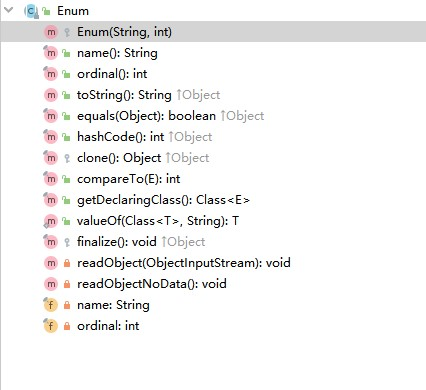 Enum
Enum(String, int)
name(): String
ordinal(): int
toString(): String ↑Object
equals(Object): boolean ↑Object
hashCode(): int ↑Object
clone(): Object ↑Object
compareTo(E): int
getDeclaringClass(): Class<E>
valueOf(Class<T>, String): T
finalize(): void ↑Object
readObject(ObjectInputStream): void
readObjectNoData(): void
name: String
ordinal: int